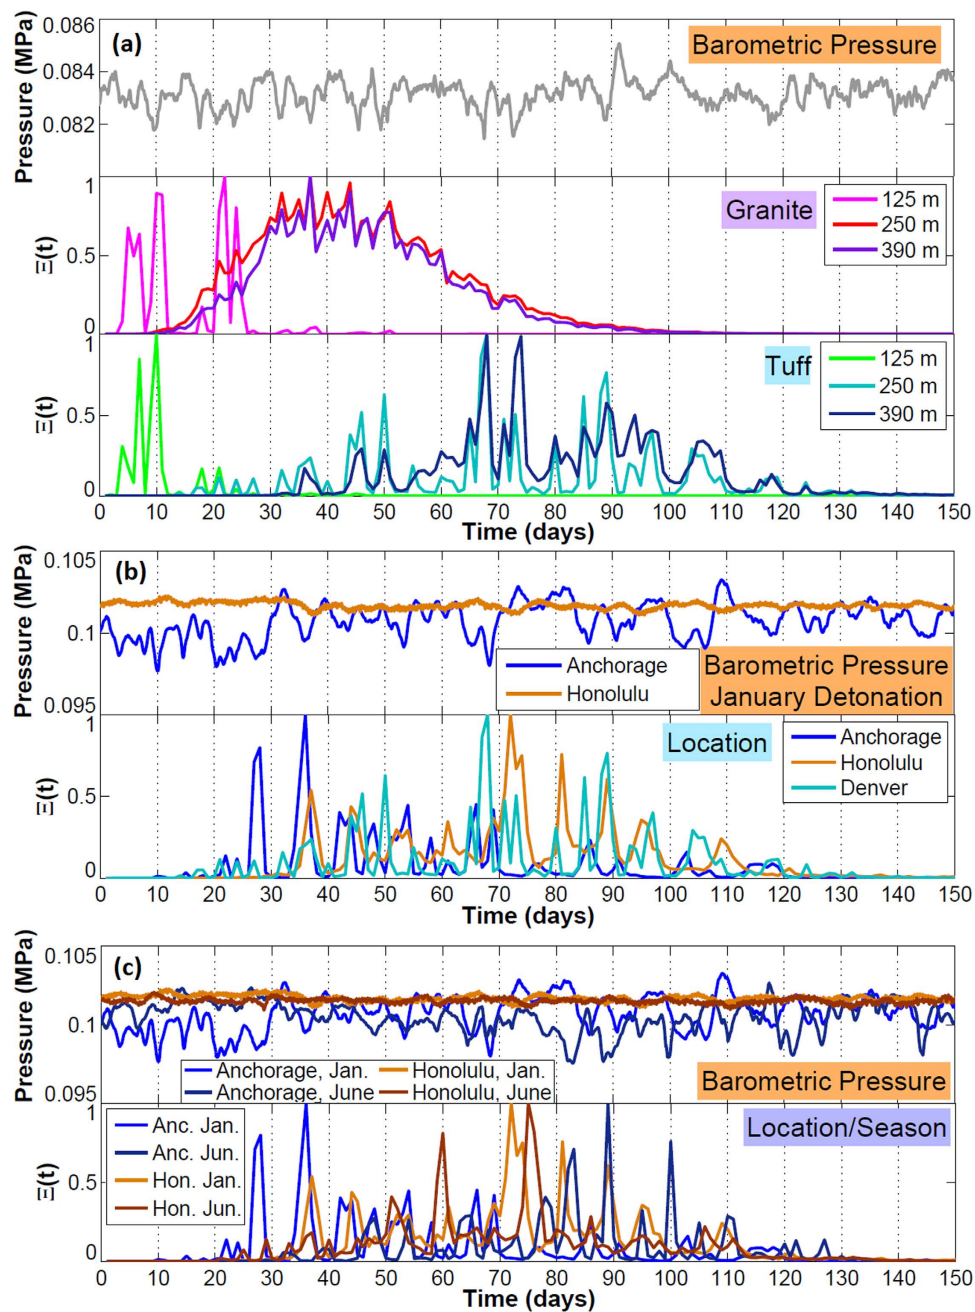 (a)
Barometric Pressure
Pressure (MPa)
0.086
0.084
0.082
Granite
125 m
250 m
390 m
Ξ(t)
1
0.5
0
Tuff
125 m
250 m
390 m
Ξ(t)
1
0.5
0
0 10 20 30 40 50 60 70 80 90 100 110 120 130 140 150
Time (days)
(b)
Pressure (MPa)
0.105
0.1
0.095
Anchorage
Honolulu
Barometric Pressure
January Detonation
Location
Anchorage
Honolulu
Denver
Ξ(t)
1
0.5
0
0 10 20 30 40 50 60 70 80 90 100 110 120 130 140 150
Time (days)
(c)
Pressure (MPa)
0.105
0.1
0.095
Anchorage, Jan. Honolulu, Jan.
Anchorage, June Honolulu, June
Barometric Pressure
Location/Season
Anc. Jan.
Anc. Jun.
Hon. Jan.
Hon. Jun.
Ξ(t)
1
0.5
0
0 10 20 30 40 50 60 70 80 90 100 110 120 130 140 150
Time (days)